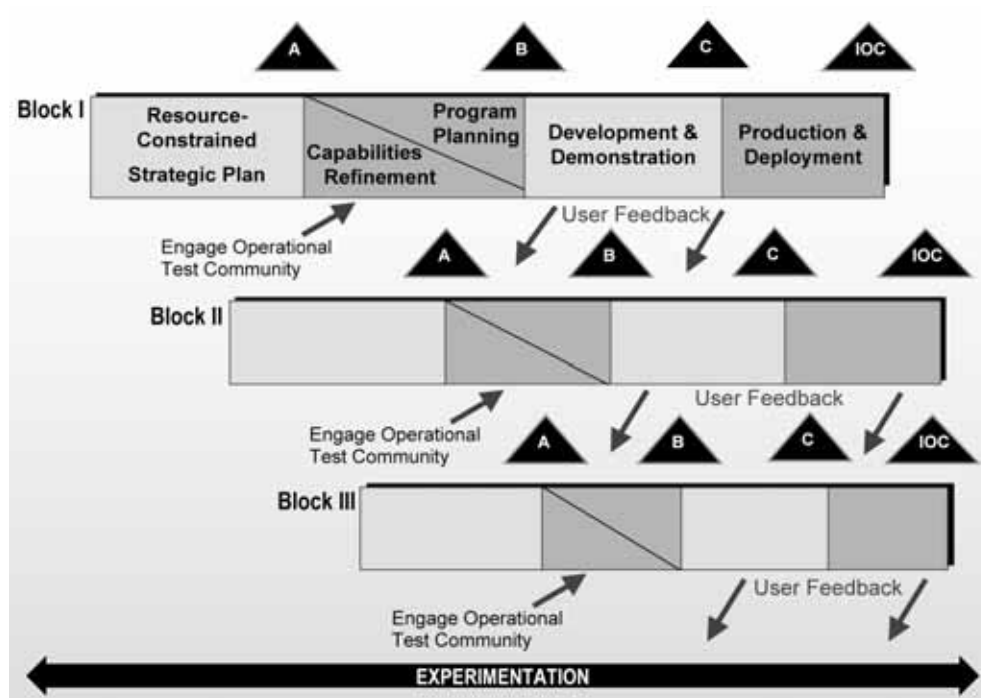 A
B
C
IOC
Block I
Resource-
Constrained
Strategic Plan
Capabilities
Refinement
Program
Planning
Development &
Demonstration
Production &
Deployment
User Feedback
Engage Operational
Test Community
A
B
C
IOC
Block II
User Feedback
Engage Operational
Test Community
A
B
C
IOC
Block III
User Feedback
Engage Operational
Test Community
EXPERIMENTATION